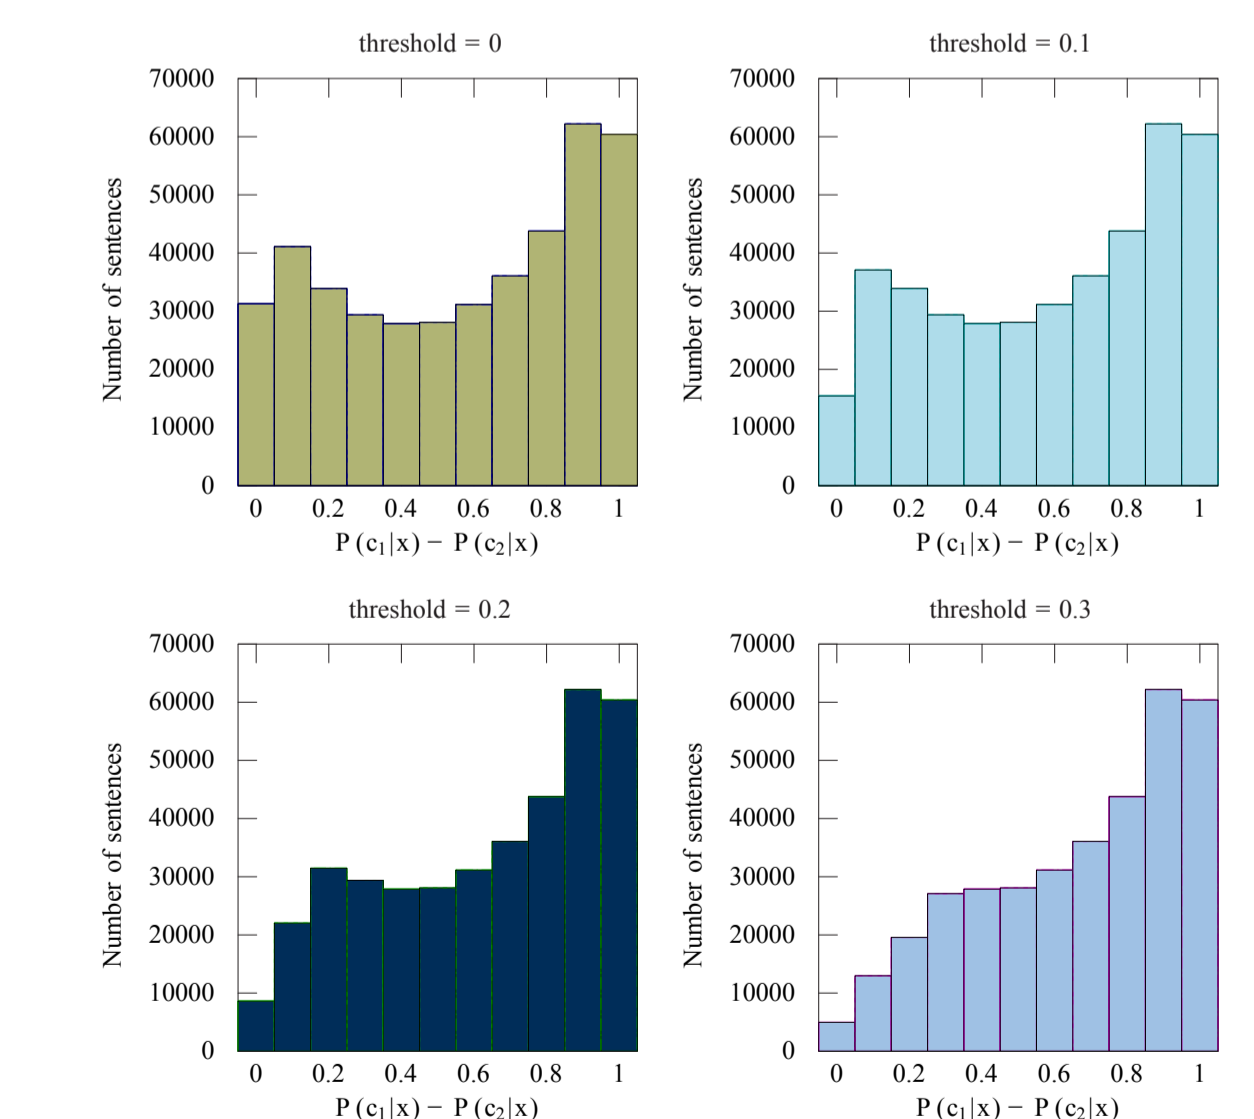 threshold = 0
70000
60000
50000
40000
30000
20000
10000
0
Number of sentences
0 0.2 0.4 0.6 0.8 1
P (c₁|x) − P (c₂|x)
threshold = 0.1
70000
60000
50000
40000
30000
20000
10000
0
Number of sentences
0 0.2 0.4 0.6 0.8 1
P (c₁|x) − P (c₂|x)
threshold = 0.2
70000
60000
50000
40000
30000
20000
10000
0
Number of sentences
0 0.2 0.4 0.6 0.8 1
P (c₁|x) − P (c₂|x)
threshold = 0.3
70000
60000
50000
40000
30000
20000
10000
0
Number of sentences
0 0.2 0.4 0.6 0.8 1
P (c₁|x) − P (c₂|x)